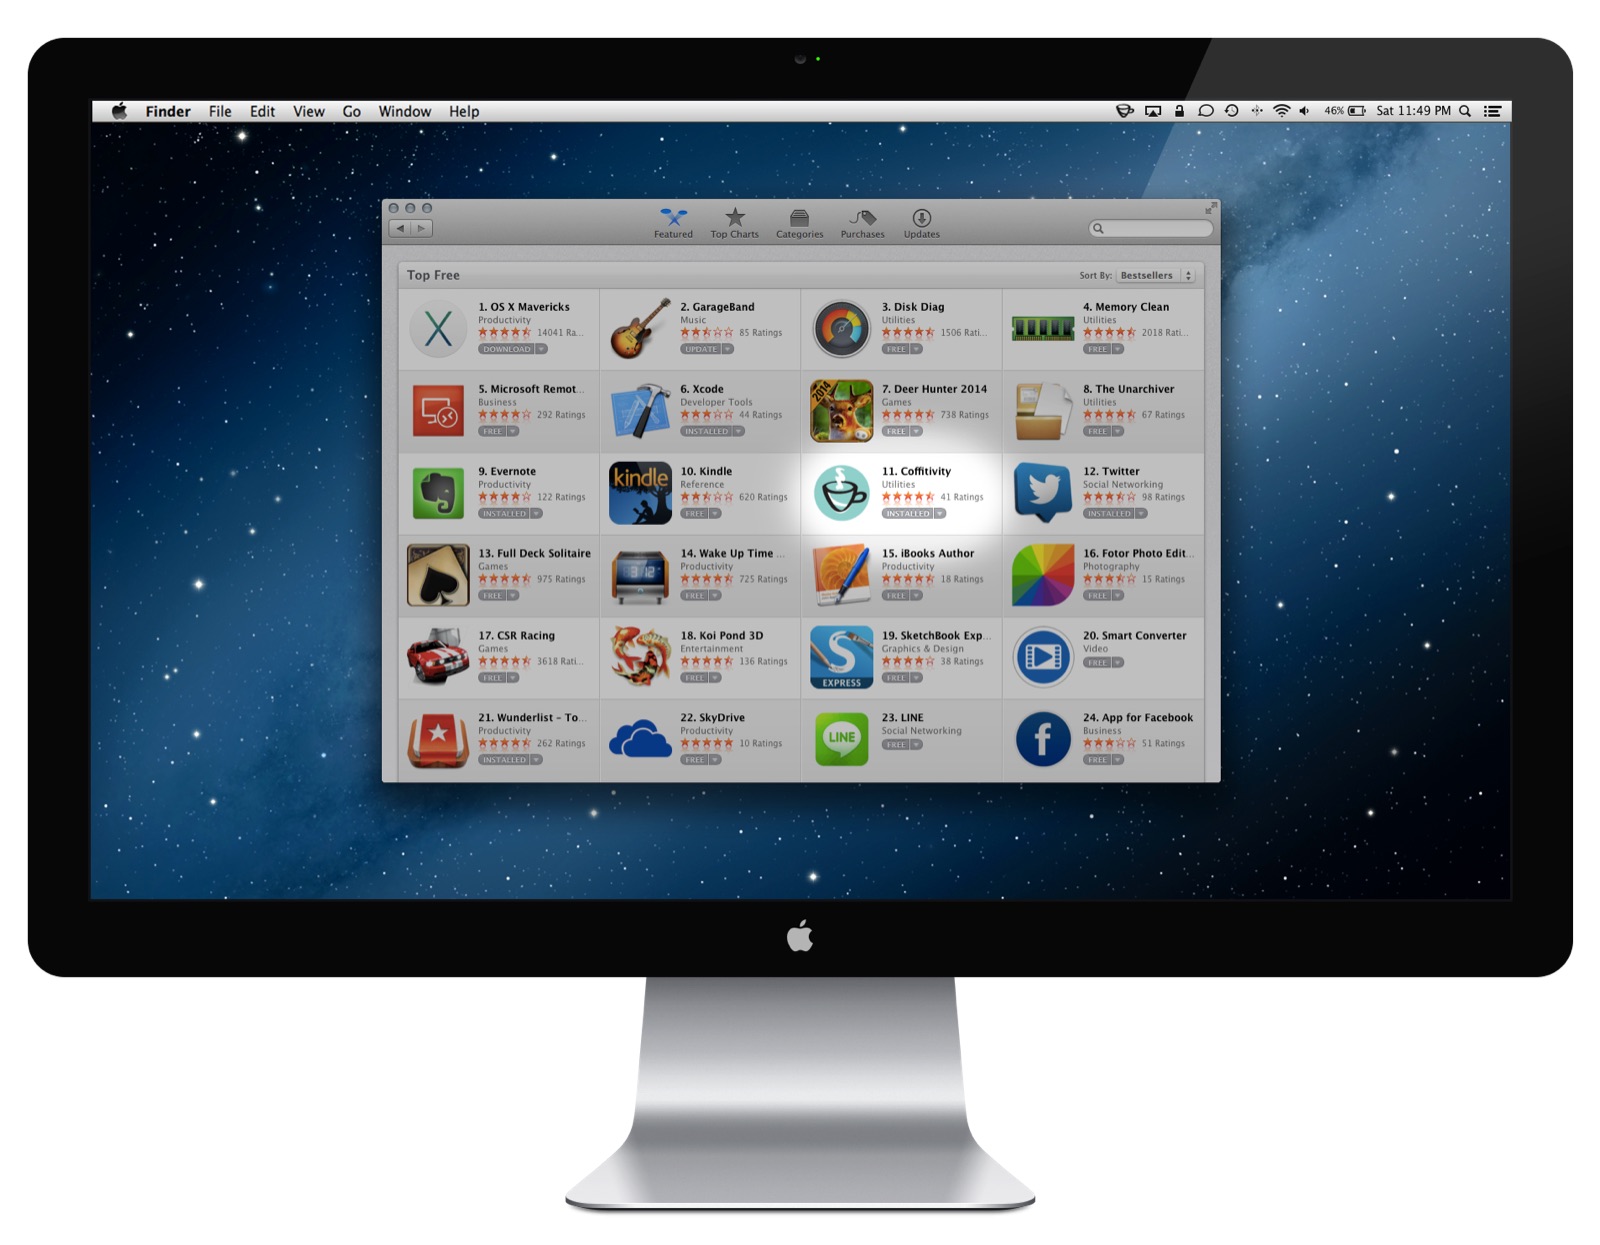 Finder File Edit View Go Window Help 46% Sat 11:49 PM
Featured Top Charts Categories Purchases Updates
Top Free Sort By: Bestsellers
1. OS X Mavericks
Productivity
14041 Ra...
DOWNLOAD
2. GarageBand
Music
85 Ratings
UPDATE
3. Disk Diag
Utilities
1506 Rati...
FREE
4. Memory Clean
Utilities
2018 Rati...
FREE
5. Microsoft Remot...
Business
292 Ratings
FREE
6. Xcode
Developer Tools
44 Ratings
INSTALLED
2014
7. Deer Hunter 2014
Games
738 Ratings
FREE
8. The Unarchiver
Utilities
67 Ratings
FREE
9. Evernote
Productivity
122 Ratings
INSTALLED
kindle
10. Kindle
Reference
620 Ratings
FREE
11. Coffitivity
Utilities
41 Ratings
INSTALLED
12. Twitter
Social Networking
98 Ratings
INSTALLED
13. Full Deck Solitaire
Games
975 Ratings
FREE
3:12
14. Wake Up Time ...
Productivity
725 Ratings
FREE
15. iBooks Author
Productivity
18 Ratings
FREE
16. Fotor Photo Edit...
Photography
15 Ratings
FREE
17. CSR Racing
Games
3618 Rati...
FREE
18. Koi Pond 3D
Entertainment
136 Ratings
FREE
S
EXPRESS
19. SketchBook Exp...
Graphics & Design
38 Ratings
FREE
20. Smart Converter
Video
FREE
21. Wunderlist – To...
Productivity
262 Ratings
INSTALLED
22. SkyDrive
Productivity
10 Ratings
FREE
LINE
23. LINE
Social Networking
FREE
f
24. App for Facebook
Business
51 Ratings
FREE